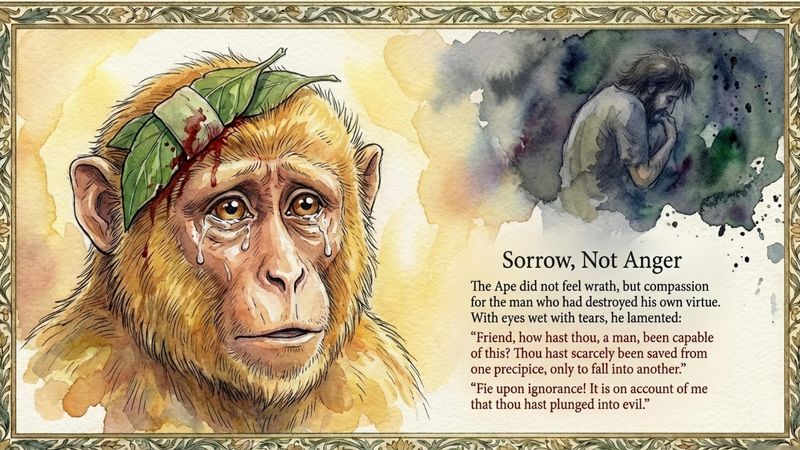 Sorrow, Not Anger
The Ape did not feel wrath, but compassion
for the man who had destroyed his own virtue.
With eyes wet with tears, he lamented:
“Friend, how hast thou, a man, been capable
of this? Thou hast scarcely been saved from
one precipice, only to fall into another.”
“Fie upon ignorance! It is on account of me
that thou hast plunged into evil.”